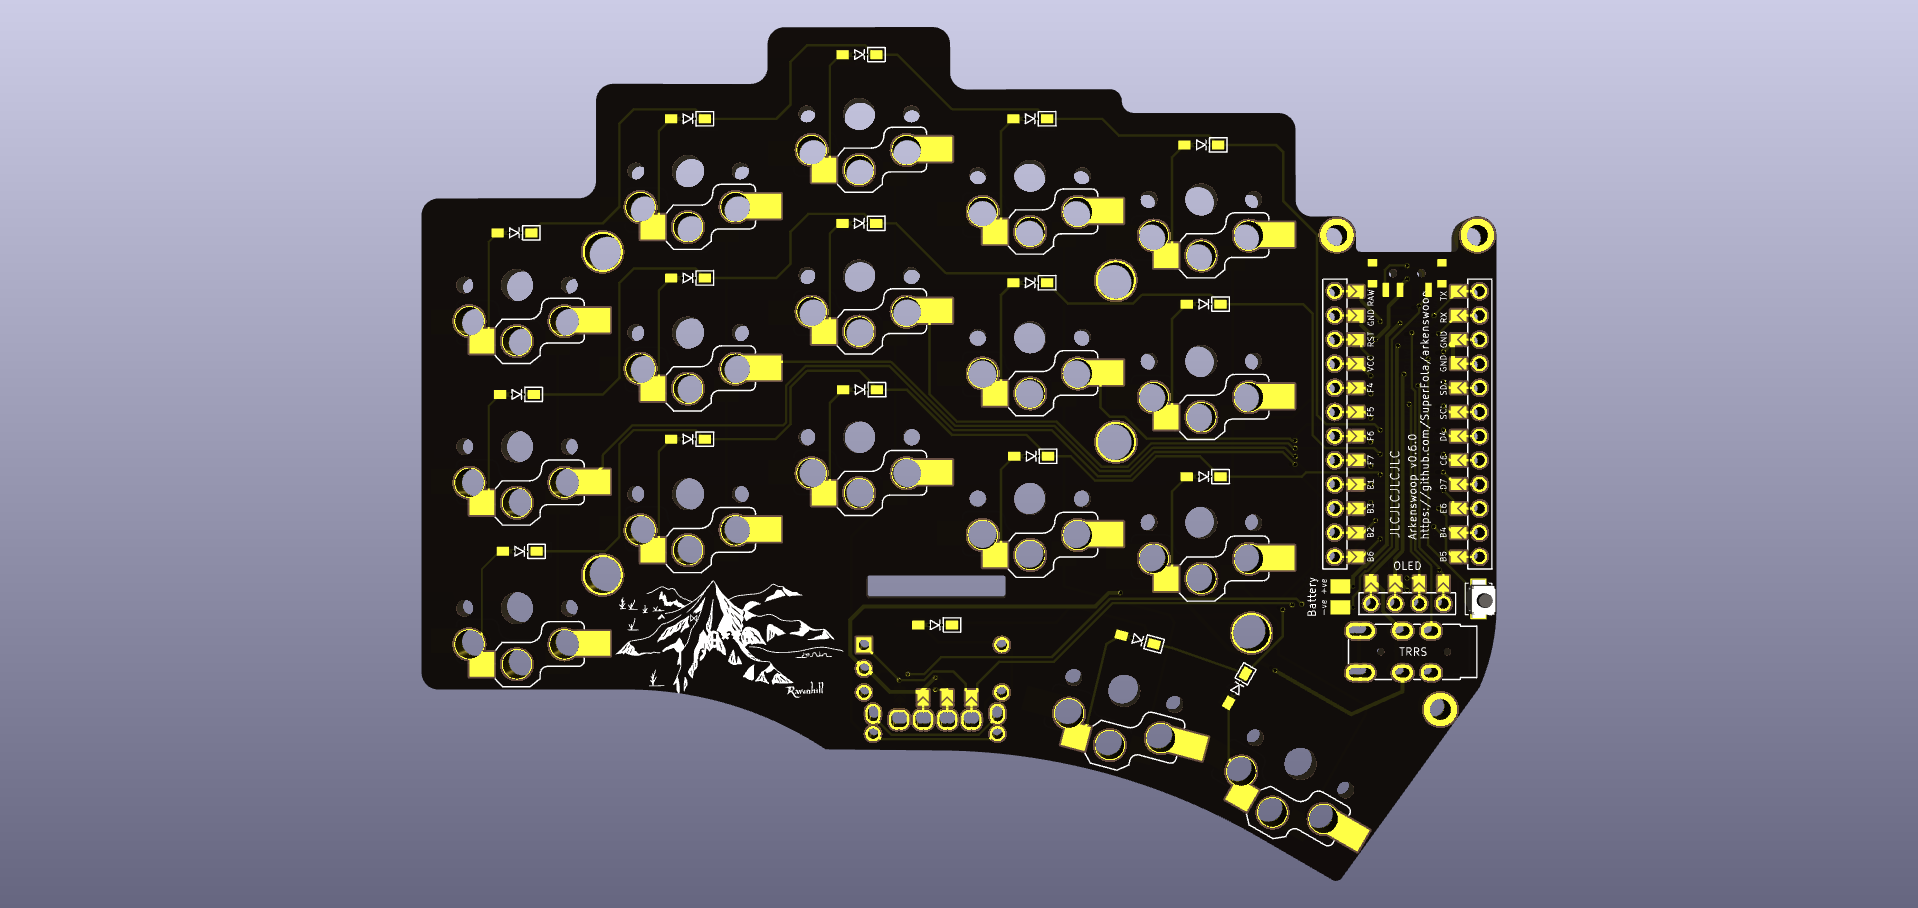 RAW
GND
RST
VCC
F4
F5
F6
F7
B1
B3
B2
B6
JLCJLCJLCJLC
Arkenswoop v0.6.0
https://github.com/SuperFola/arkenswoop
TX
RX
GND
GND
SDA
SCL
D4
C6
D7
E6
B4
B5
OLED
Battery
-ve +ve
TRRS
Ravenhill